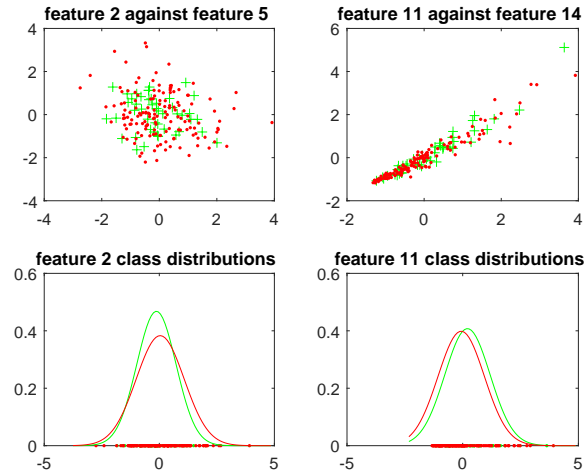 feature 2 against feature 5
4
2
0
-2
-4
-4 -2 0 2 4
feature 11 against feature 14
6
4
2
0
-2
-2 0 2 4
feature 2 class distributions
0.6
0.4
0.2
0
-5 0 5
feature 11 class distributions
0.6
0.4
0.2
0
-5 0 5